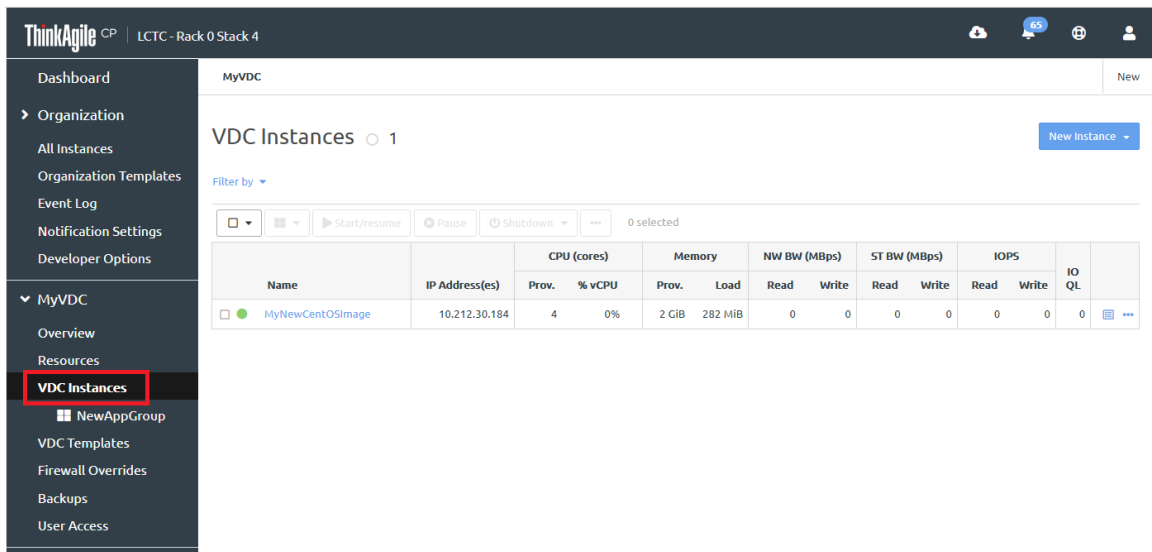 ThinkAgile CP | LCTC - Rack 0 Stack 4
65
Dashboard
Organization
All Instances
Organization Templates
Event Log
Notification Settings
Developer Options
MyVDC
Overview
Resources
VDC Instances
NewAppGroup
VDC Templates
Firewall Overrides
Backups
User Access
MyVDC
New
VDC Instances 1
New Instance
Filter by
Start/resume Pause Shutdown 0 selected
CPU (cores) Memory NW BW (MBps) ST BW (MBps) IOPS IO QL
Name IP Address(es) Prov. % vCPU Prov. Load Read Write Read Write Read Write
MyNewCentOSImage 10.212.30.184 4 0% 2 GiB 282 MiB 0 0 0 0 0 0 0